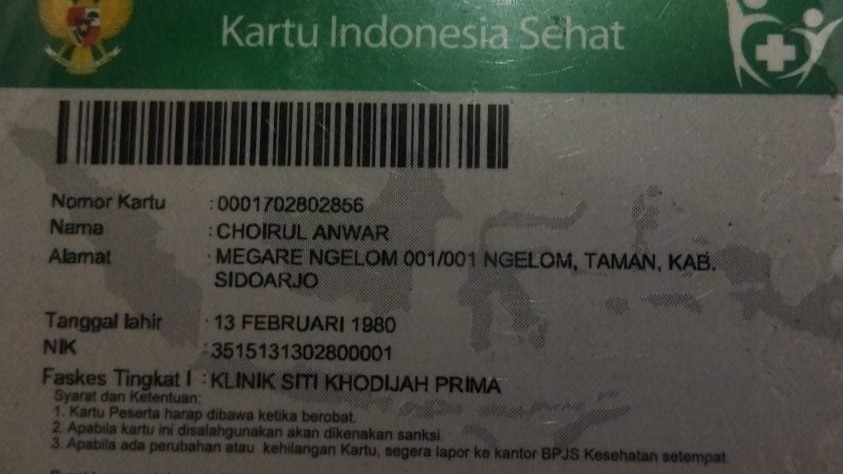 Kartu Indonesia Sehat
Nomor Kartu : 0001702802856
Nama : CHOIRUL ANWAR
Alamat : MEGARE NGELOM 001/001 NGELOM, TAMAN, KAB.
SIDOARJO
Tanggal lahir : 13 FEBRUARI 1980
NIK : 3515131302800001
Faskes Tingkat I : KLINIK SITI KHODIJAH PRIMA
Syarat dan Ketentuan:
1. Kartu Peserta harap dibawa ketika berobat.
2. Apabila kartu ini disalahgunakan akan dikenakan sanksi.
3. Apabila ada perubahan atau kehilangan Kartu, segera lapor ke kantor BPJS Kesehatan setempat.